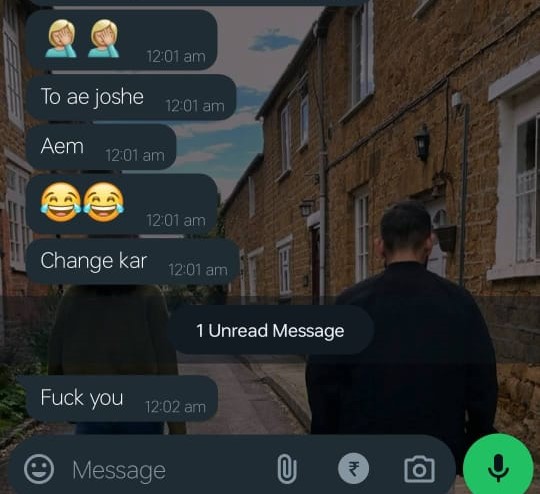 🤦🏼‍♀️ 🤦🏼‍♀️ 12:01 am
To ae joshe 12:01 am
Aem 12:01 am
😂😂 12:01 am
Change kar 12:01 am
1 Unread Message
Fuck you 12:02 am
Message ₹